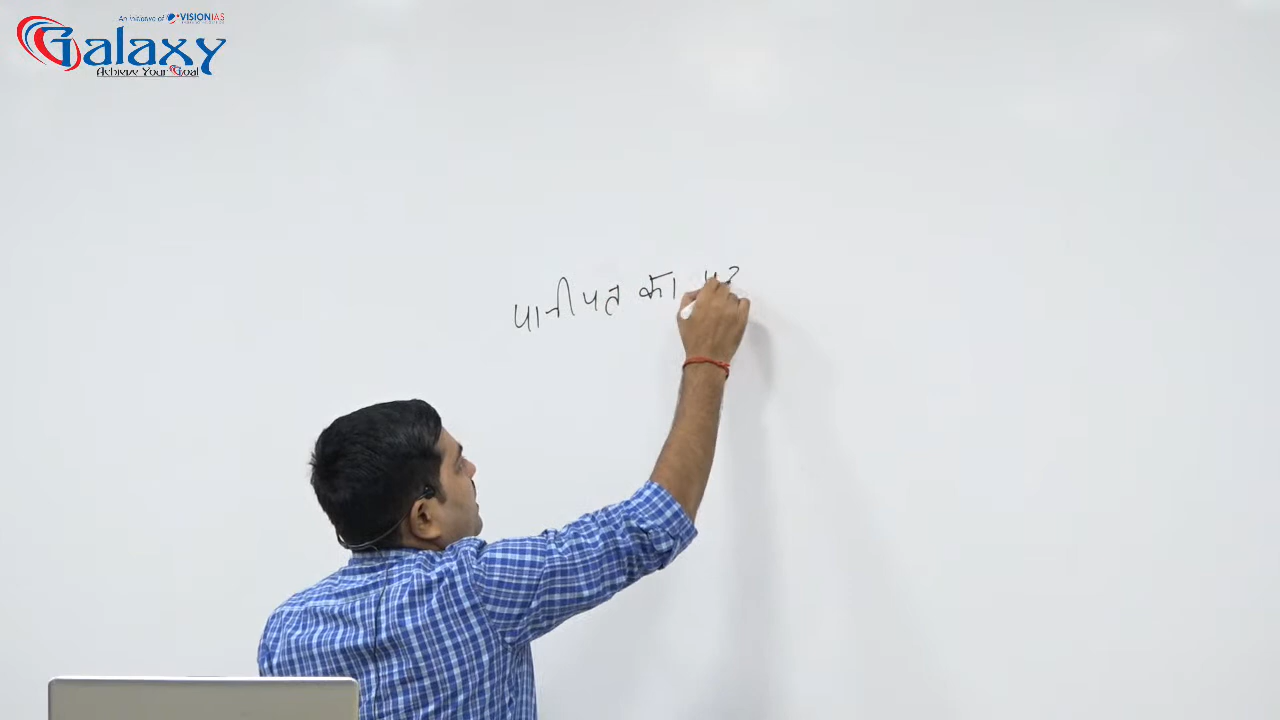 An initiative of VISIONIAS
Galaxy
Achieve Your Goal
पानीपत का